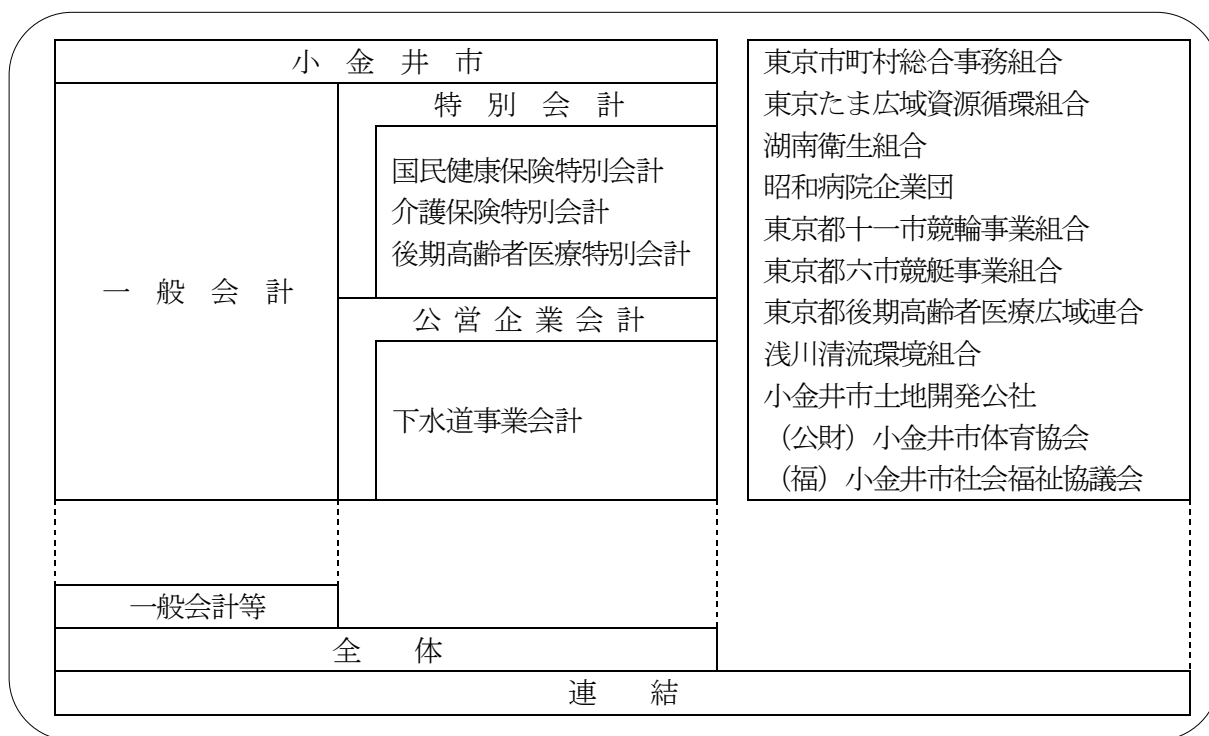 小金井市
一般会計
特別会計
国民健康保険特別会計
介護保険特別会計
後期高齢者医療特別会計
公営企業会計
下水道事業会計
東京市町村総合事務組合
東京たま広域資源循環組合
湖南衛生組合
昭和病院企業団
東京都十一市競輪事業組合
東京都六市競艇事業組合
東京都後期高齢者医療広域連合
浅川清流環境組合
小金井市土地開発公社
（公財）小金井市体育協会
（福）小金井市社会福祉協議会
一般会計等
全体
連結